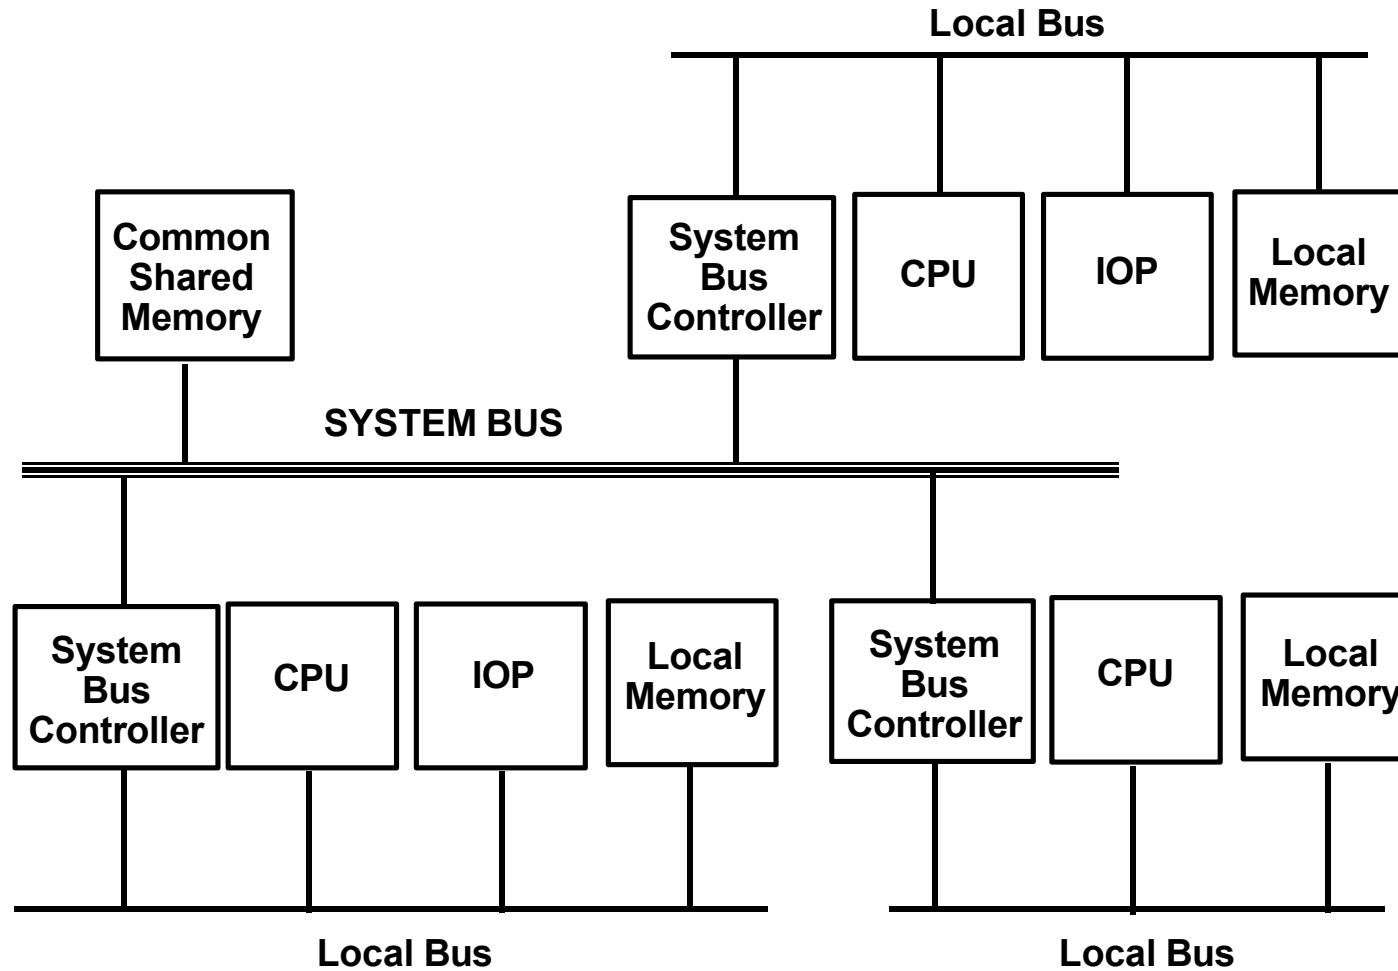 Local Bus
Common
Shared
Memory
System
Bus
Controller
CPU
IOP
Local
Memory
SYSTEM BUS
System
Bus
Controller
CPU
IOP
Local
Memory
System
Bus
Controller
CPU
Local
Memory
Local Bus
Local Bus